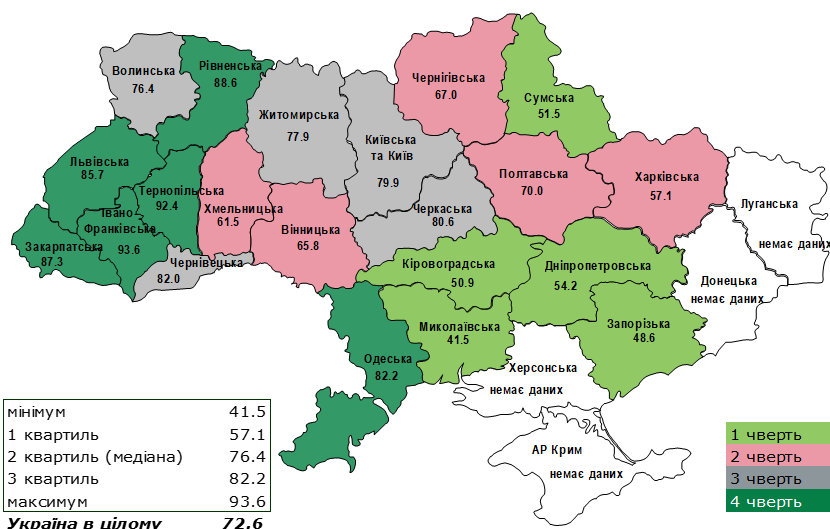 Волинська
76.4
Рівненська
88.6
Житомирська
77.9
Київська
та Київ
79.9
Чернігівська
67.0
Сумська
51.5
Львівська
85.7
Тернопільська
92.4
Хмельницька
61.5
Вінницька
65.8
Івано
Франківська
93.6
Закарпатська
87.3
Чернівецька
82.0
Черкаська
80.6
Полтавська
70.0
Харківська
57.1
Луганська
немає даних
Донецька
немає даних
Кіровоградська
50.9
Дніпропетровська
54.2
Запорізька
48.6
Миколаївська
41.5
Одеська
82.2
Херсонська
немає даних
АР Крим
немає даних
мінімум 41.5
1 квартиль 57.1
2 квартиль (медіана) 76.4
3 квартиль 82.2
максимум 93.6
Україна в цілому 72.6
1 чверть
2 чверть
3 чверть
4 чверть